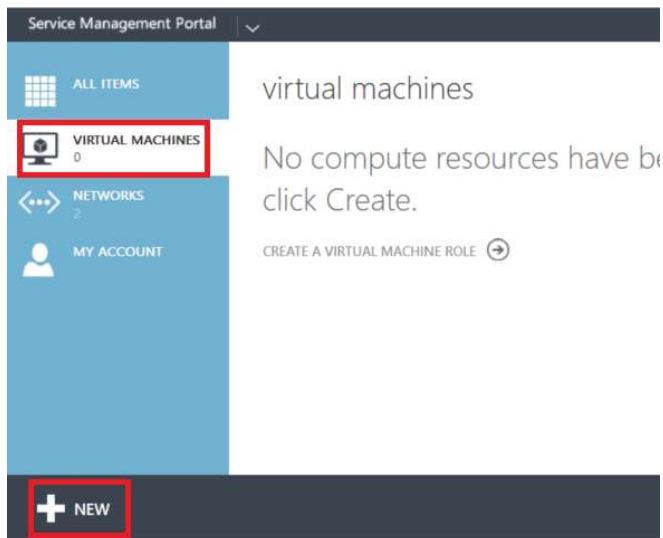 Service Management Portal
ALL ITEMS
VIRTUAL MACHINES
0
NETWORKS
2
MY ACCOUNT
virtual machines
No compute resources have
click Create.
CREATE A VIRTUAL MACHINE ROLE
NEW